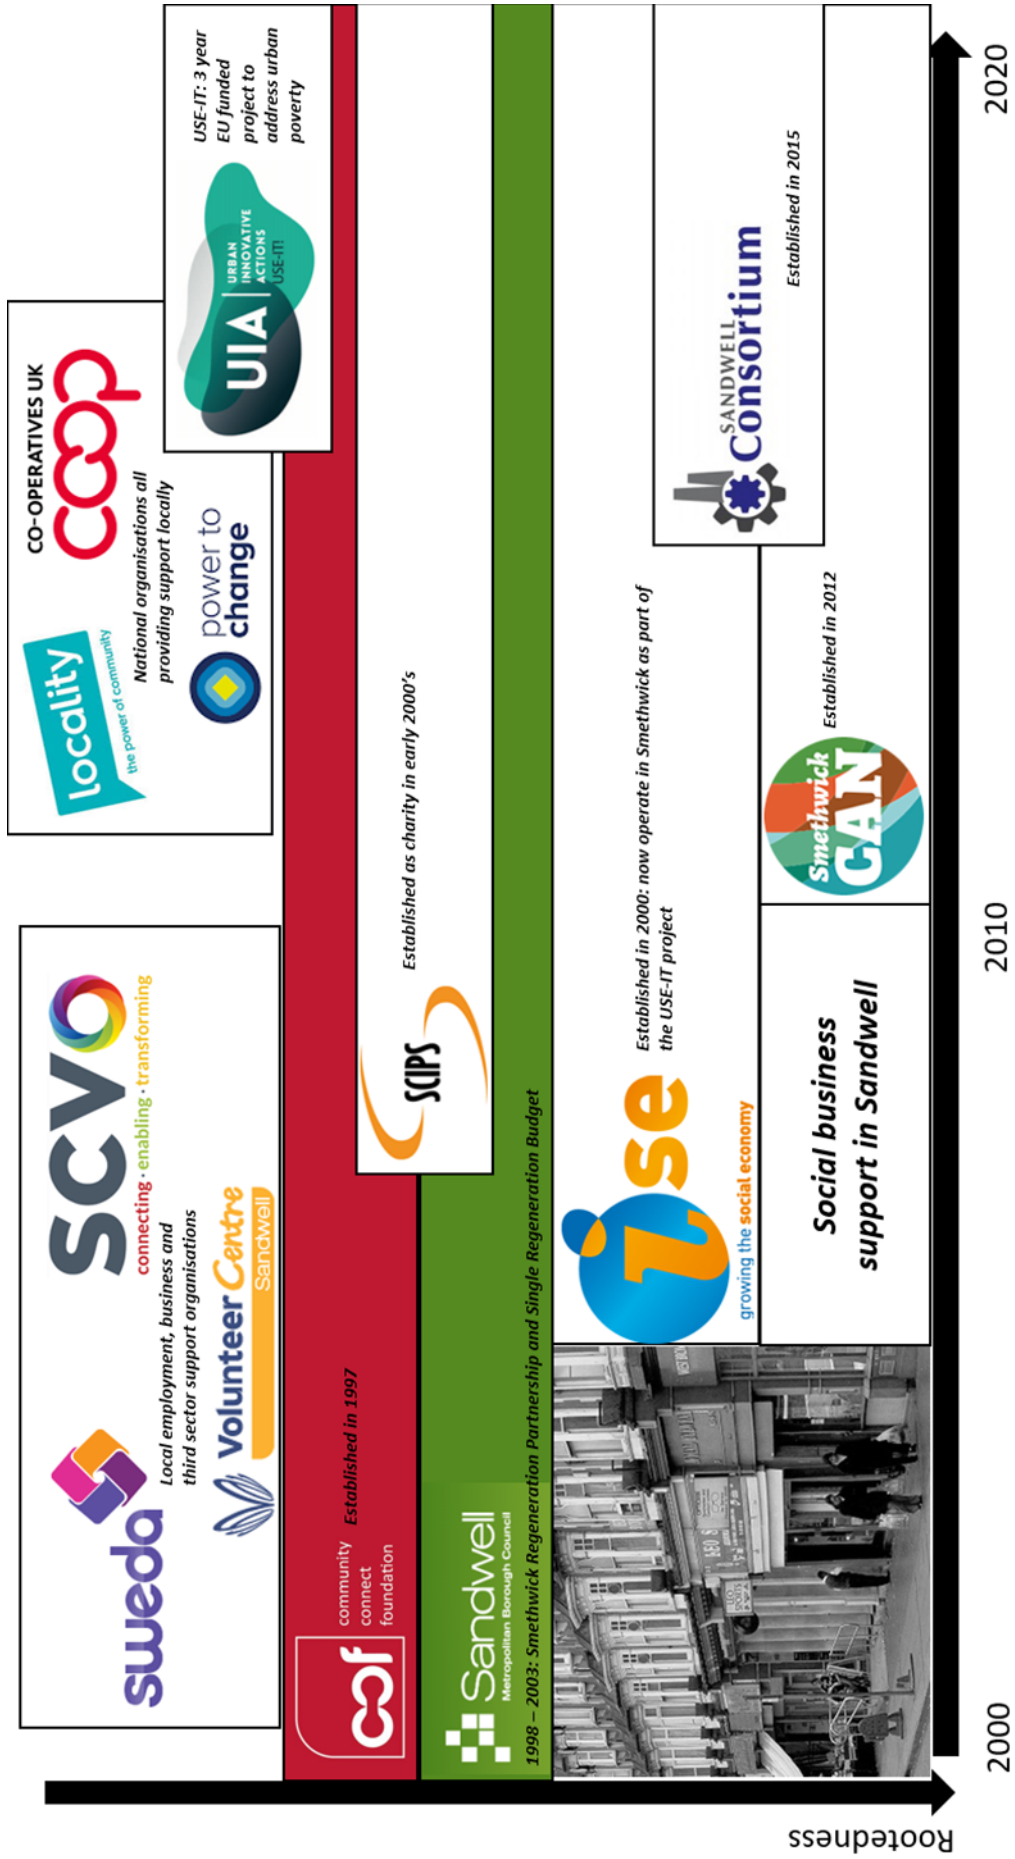 sweda
Local employment, business and
third sector support organisations
SCVO
connecting · enabling · transforming
Volunteer Centre
Sandwell
locality
the power of community
CO-OPERATIVES UK
coop
National organisations all
providing support locally
power to
change
UIA
URBAN
INNOVATIVE
ACTIONS
USE-IT!
USE-IT: 3 year
EU funded
project to
address urban
poverty
ccf
community
connect
foundation
Established in 1997
SCIPS
Established as charity in early 2000's
Sandwell
Metropolitan Borough Council
1998 – 2003: Smethwick Regeneration Partnership and Single Regeneration Budget
ise
growing the social economy
Established in 2000: now operate in Smethwick as part of
the USE-IT project
SANDWELL
Consortium
Established in 2015
Social business
support in Sandwell
Smethwick
CAN
Established in 2012
Rootedness
2000
2010
2020